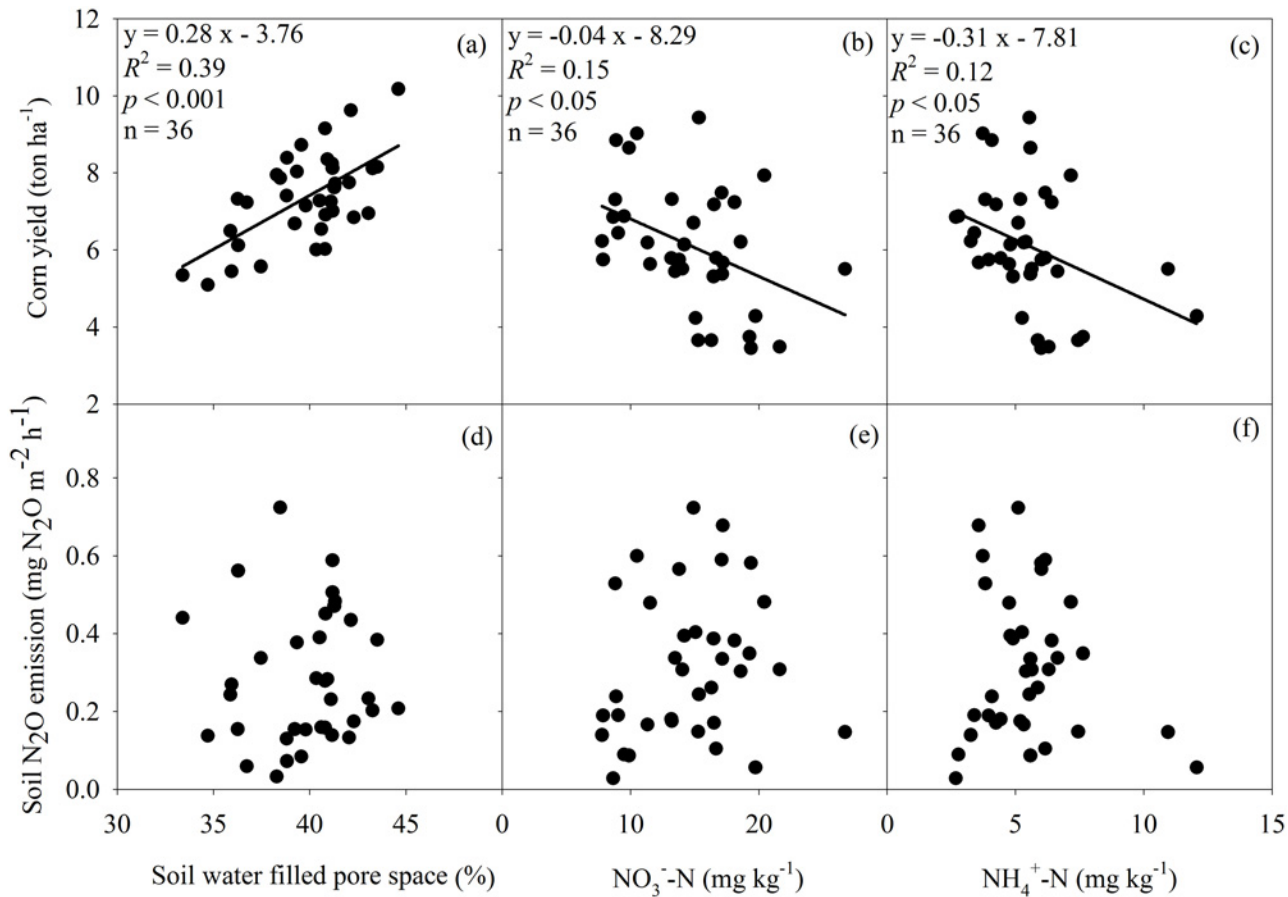 12
10
8
6
4
2
Corn yield (ton ha⁻¹)
y = 0.28 x - 3.76
R² = 0.39
p < 0.001
n = 36
(a)
y = -0.04 x - 8.29
R² = 0.15
p < 0.05
n = 36
(b)
y = -0.31 x - 7.81
R² = 0.12
p < 0.05
n = 36
(c)
0.8
0.6
0.4
0.2
0.0
Soil N₂O emission (mg N₂O m⁻² h⁻¹)
(d)
(e)
(f)
30 35 40 45 0 10 20 0 5 10 15
Soil water filled pore space (%)
NO₃⁻-N (mg kg⁻¹)
NH₄⁺-N (mg kg⁻¹)